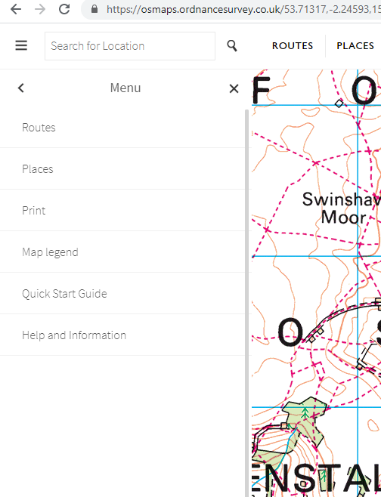 https://osmaps.ordnancesurvey.co.uk/53.71317,-2.24593,15
Search for Location
ROUTES
PLACES
Menu
Routes
Places
Print
Map legend
Quick Start Guide
Help and Information
F
O
Moor
O